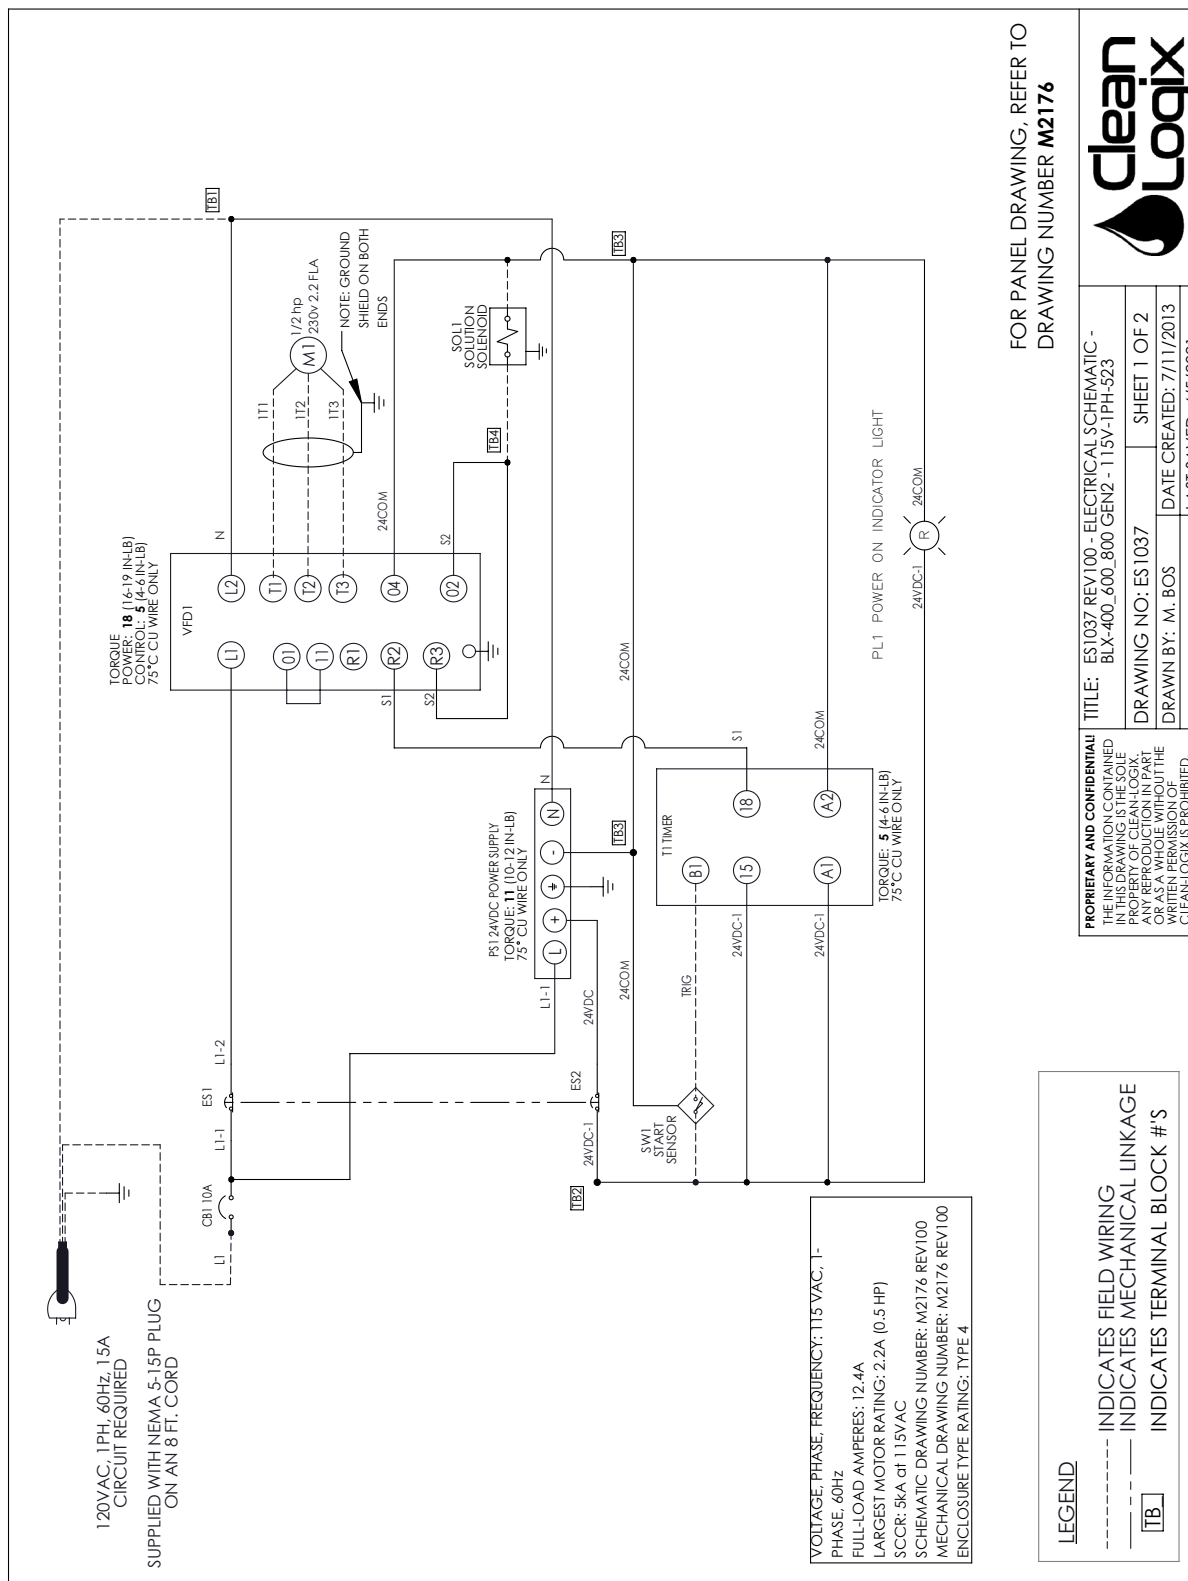 120VAC, 1PH, 60Hz, 15A
CIRCUIT REQUIRED
SUPPLIED WITH NEMA 5-15P PLUG
ON AN 8 FT. CORD
L1
CB1 10A
L1-1
ES1
L1-2
TORQUE
POWER: 18 (16-19 IN-LB)
CONTROL: 5 (4-6 IN-LB)
75°C CU WIRE ONLY
VFD1
L1
L2
O1
11
R1
R2
R3
T1
T2
T3
04
02
N
TB1
1T1
1T2
1T3
M1
1/2 hp
230v 2.2 FLA
NOTE: GROUND
SHIELD ON BOTH
ENDS
24COM
S2
S1
S2
TB4
SOL1
SOLUTION
SOLENOID
TB3
PS1 24VDC POWER SUPPLY
TORQUE: 11 (10-12 IN-LB)
75° CU WIRE ONLY
L
+
-
N
N
L1-1
24VDC
ES2
24VDC-1
TB2
24COM
TB3
24COM
SW1
START
SENSOR
TRIG
T1 TIMER
B1
15
18
A1
A2
S1
24VDC-1
24VDC-1
24COM
TORQUE: 5 (4-6 IN-LB)
75°C CU WIRE ONLY
PL1 POWER ON INDICATOR LIGHT
24VDC-1
R
24COM
VOLTAGE, PHASE, FREQUENCY: 115 VAC, 1-
PHASE, 60Hz
FULL-LOAD AMPERES: 12.4A
LARGEST MOTOR RATING: 2.2A (0.5 HP)
SCCR: 5kA at 115VAC
SCHEMATIC DRAWING NUMBER: M2176 REV100
MECHANICAL DRAWING NUMBER: M2176 REV100
ENCLOSURE TYPE RATING: TYPE 4
FOR PANEL DRAWING, REFER TO
DRAWING NUMBER M2176
LEGEND
INDICATES FIELD WIRING
INDICATES MECHANICAL LINKAGE
TB_ INDICATES TERMINAL BLOCK #'S
PROPRIETARY AND CONFIDENTIAL!
THE INFORMATION CONTAINED
IN THIS DRAWING IS THE SOLE
PROPERTY OF CLEAN-LOGIX.
ANY REPRODUCTION IN PART
OR AS A WHOLE WITHOUT THE
WRITTEN PERMISSION OF
CLEAN-LOGIX IS PROHIBITED
TITLE: ES1037 REV100 - ELECTRICAL SCHEMATIC -
BLX-400_600_800 GEN2 - 115V-1PH-523
DRAWING NO: ES1037
SHEET 1 OF 2
DRAWN BY: M. BOS
DATE CREATED: 7/11/2013
Clean
Logix